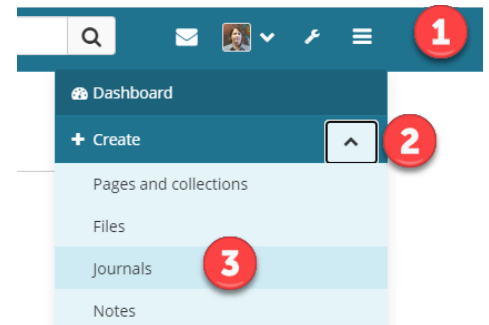 1
Dashboard
+ Create
2
Pages and collections
Files
Journals
3
Notes